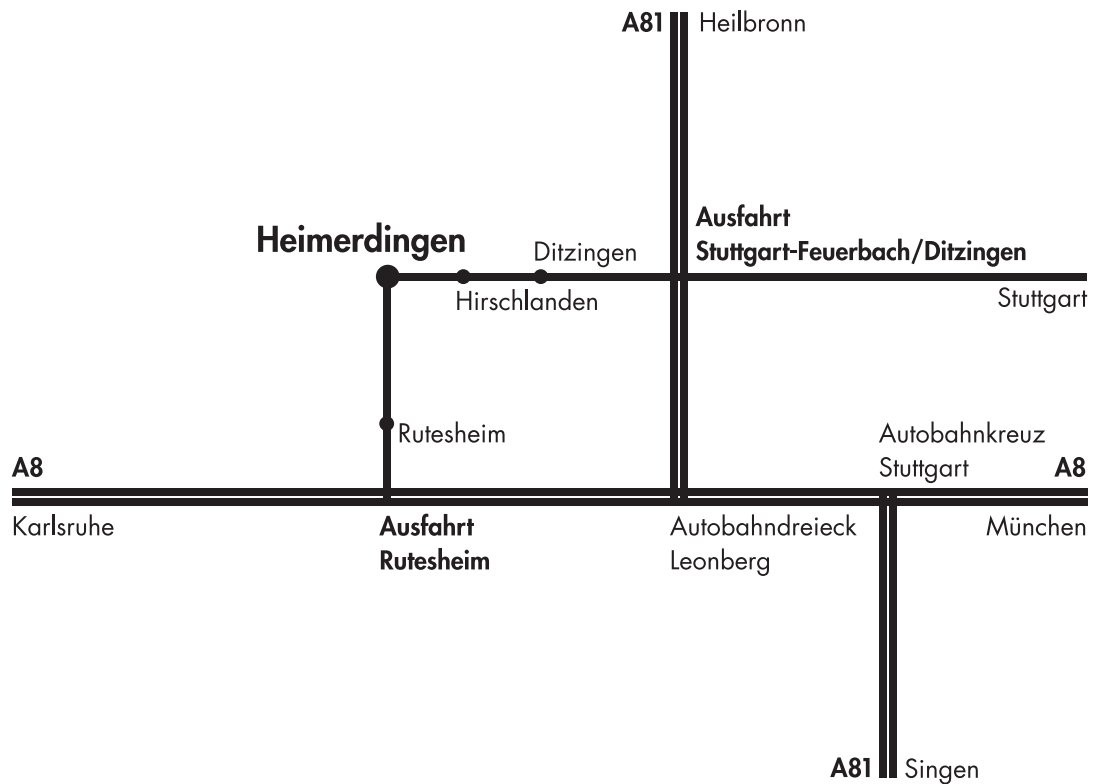 A81 Heilbronn
Ausfahrt
Stuttgart-Feuerbach/Ditzingen
Heimerdingen
Ditzingen
Hirschlanden
Stuttgart
Rutesheim
Autobahnkreuz
Stuttgart
A8
A8
Karlsruhe
Ausfahrt
Rutesheim
Autobahndreieck
Leonberg
München
A81 Singen